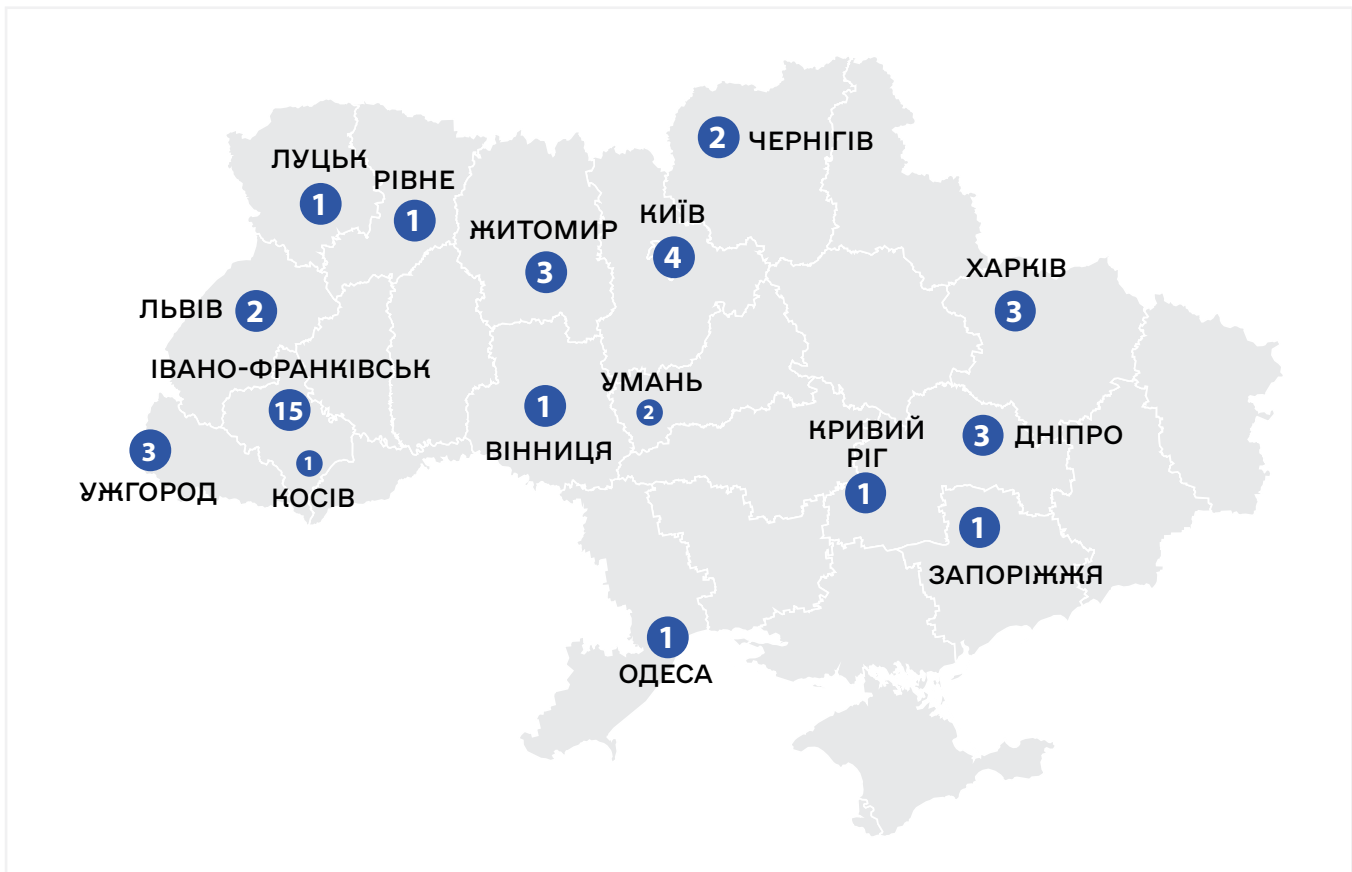 2 ЧЕРНІГІВ
ЛУЦЬК
1
РІВНЕ
1
ЖИТОМИР
3
КИЇВ
4
ХАРКІВ
3
ЛЬВІВ 2
ІВАНО-ФРАНКІВСЬК
15
УМАНЬ
2
1
ВІННИЦЯ
КРИВИЙ
РІГ
1
3 ДНІПРО
3
УЖГОРОД
1
КОСІВ
1
ЗАПОРІЖЖЯ
1
ОДЕСА